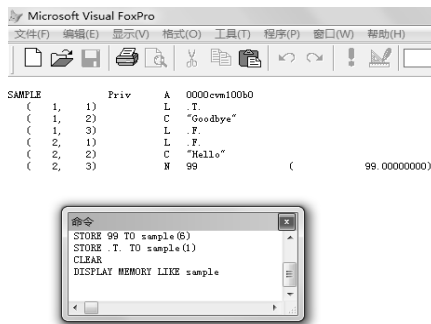 Microsoft Visual FoxPro
文件(F) 编辑(E) 显示(V) 格式(O) 工具(T) 程序(P) 窗口(W) 帮助(H)
SAMPLE Priv A 0000cvm100b0
( 1, 1) L .T.
( 1, 2) C "Goodbye"
( 1, 3) L .F.
( 2, 1) L .F.
( 2, 2) C "Hello"
( 2, 3) N 99 ( 99.00000000)
命令
STORE 99 TO sample(6)
STORE .T. TO sample(1)
CLEAR
DISPLAY MEMORY LIKE sample